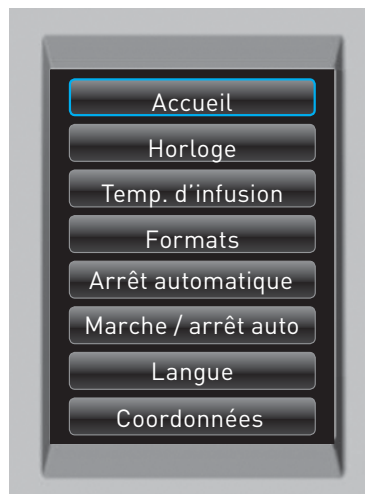 Accueil
Horloge
Temp. d'infusion
Formats
Arrêt automatique
Marche / arrêt auto
Langue
Coordonnées